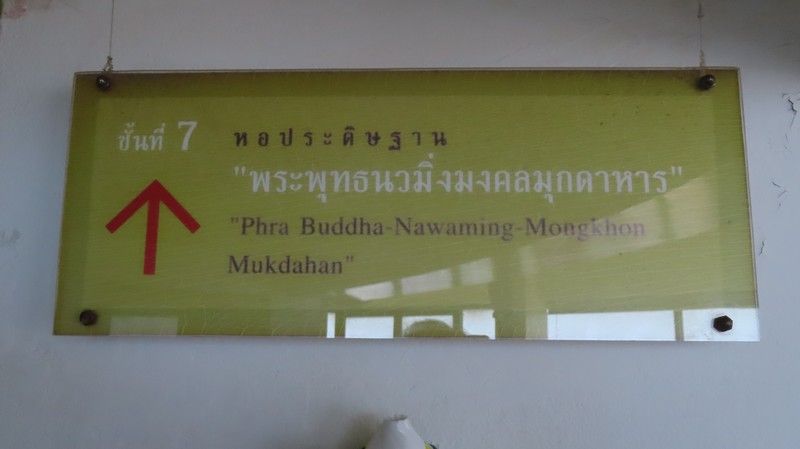 ชั้นที่ 7
หอประดิษฐาน
"พระพุทธนวมิ่งมงคลมุกดาหาร"
"Phra Buddha-Nawaming-Mongkhon
Mukdahan"